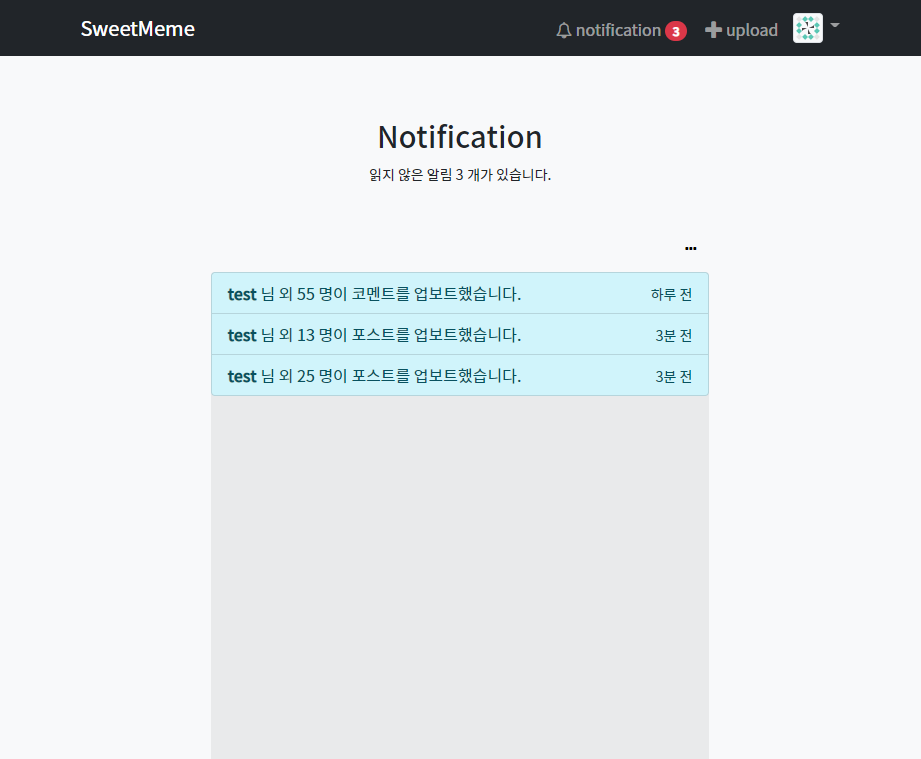 SweetMeme notification 3 upload
Notification
읽지 않은 알림 3 개가 있습니다.
...
test 님 외 55 명이 코멘트를 업보트했습니다. 하루 전
test 님 외 13 명이 포스트를 업보트했습니다. 3분 전
test 님 외 25 명이 포스트를 업보트했습니다. 3분 전